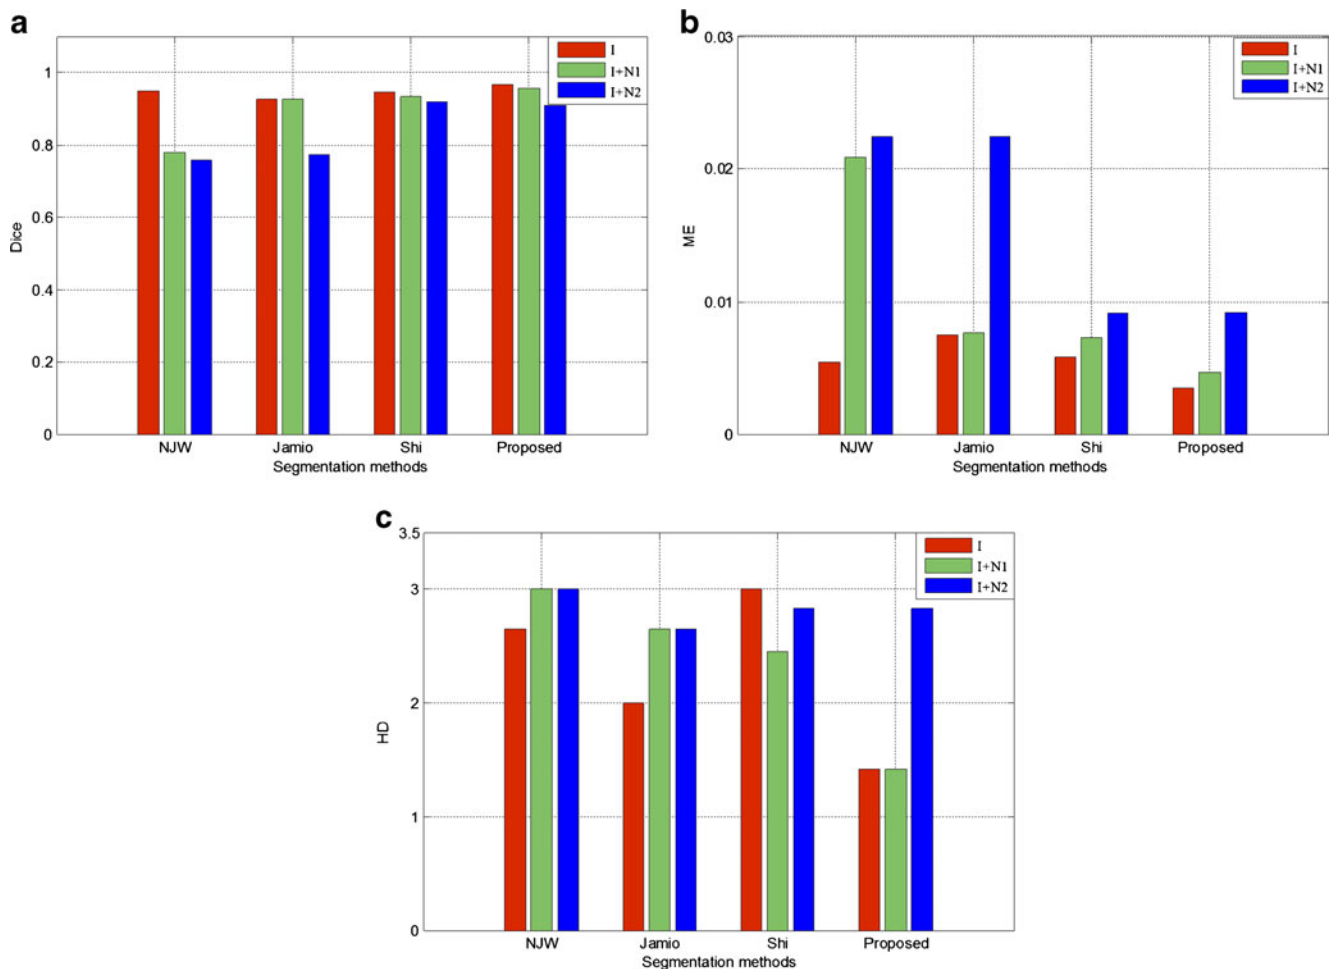 a
I
I+N1
I+N2
1
0.8
0.6
0.4
0.2
0
Dice
NJW Jamio Shi Proposed
Segmentation methods
b
I
I+N1
I+N2
0.03
0.02
0.01
0
ME
NJW Jamio Shi Proposed
Segmentation methods
c
I
I+N1
I+N2
3.5
3
2
1
0
HD
NJW Jamio Shi Proposed
Segmentation methods